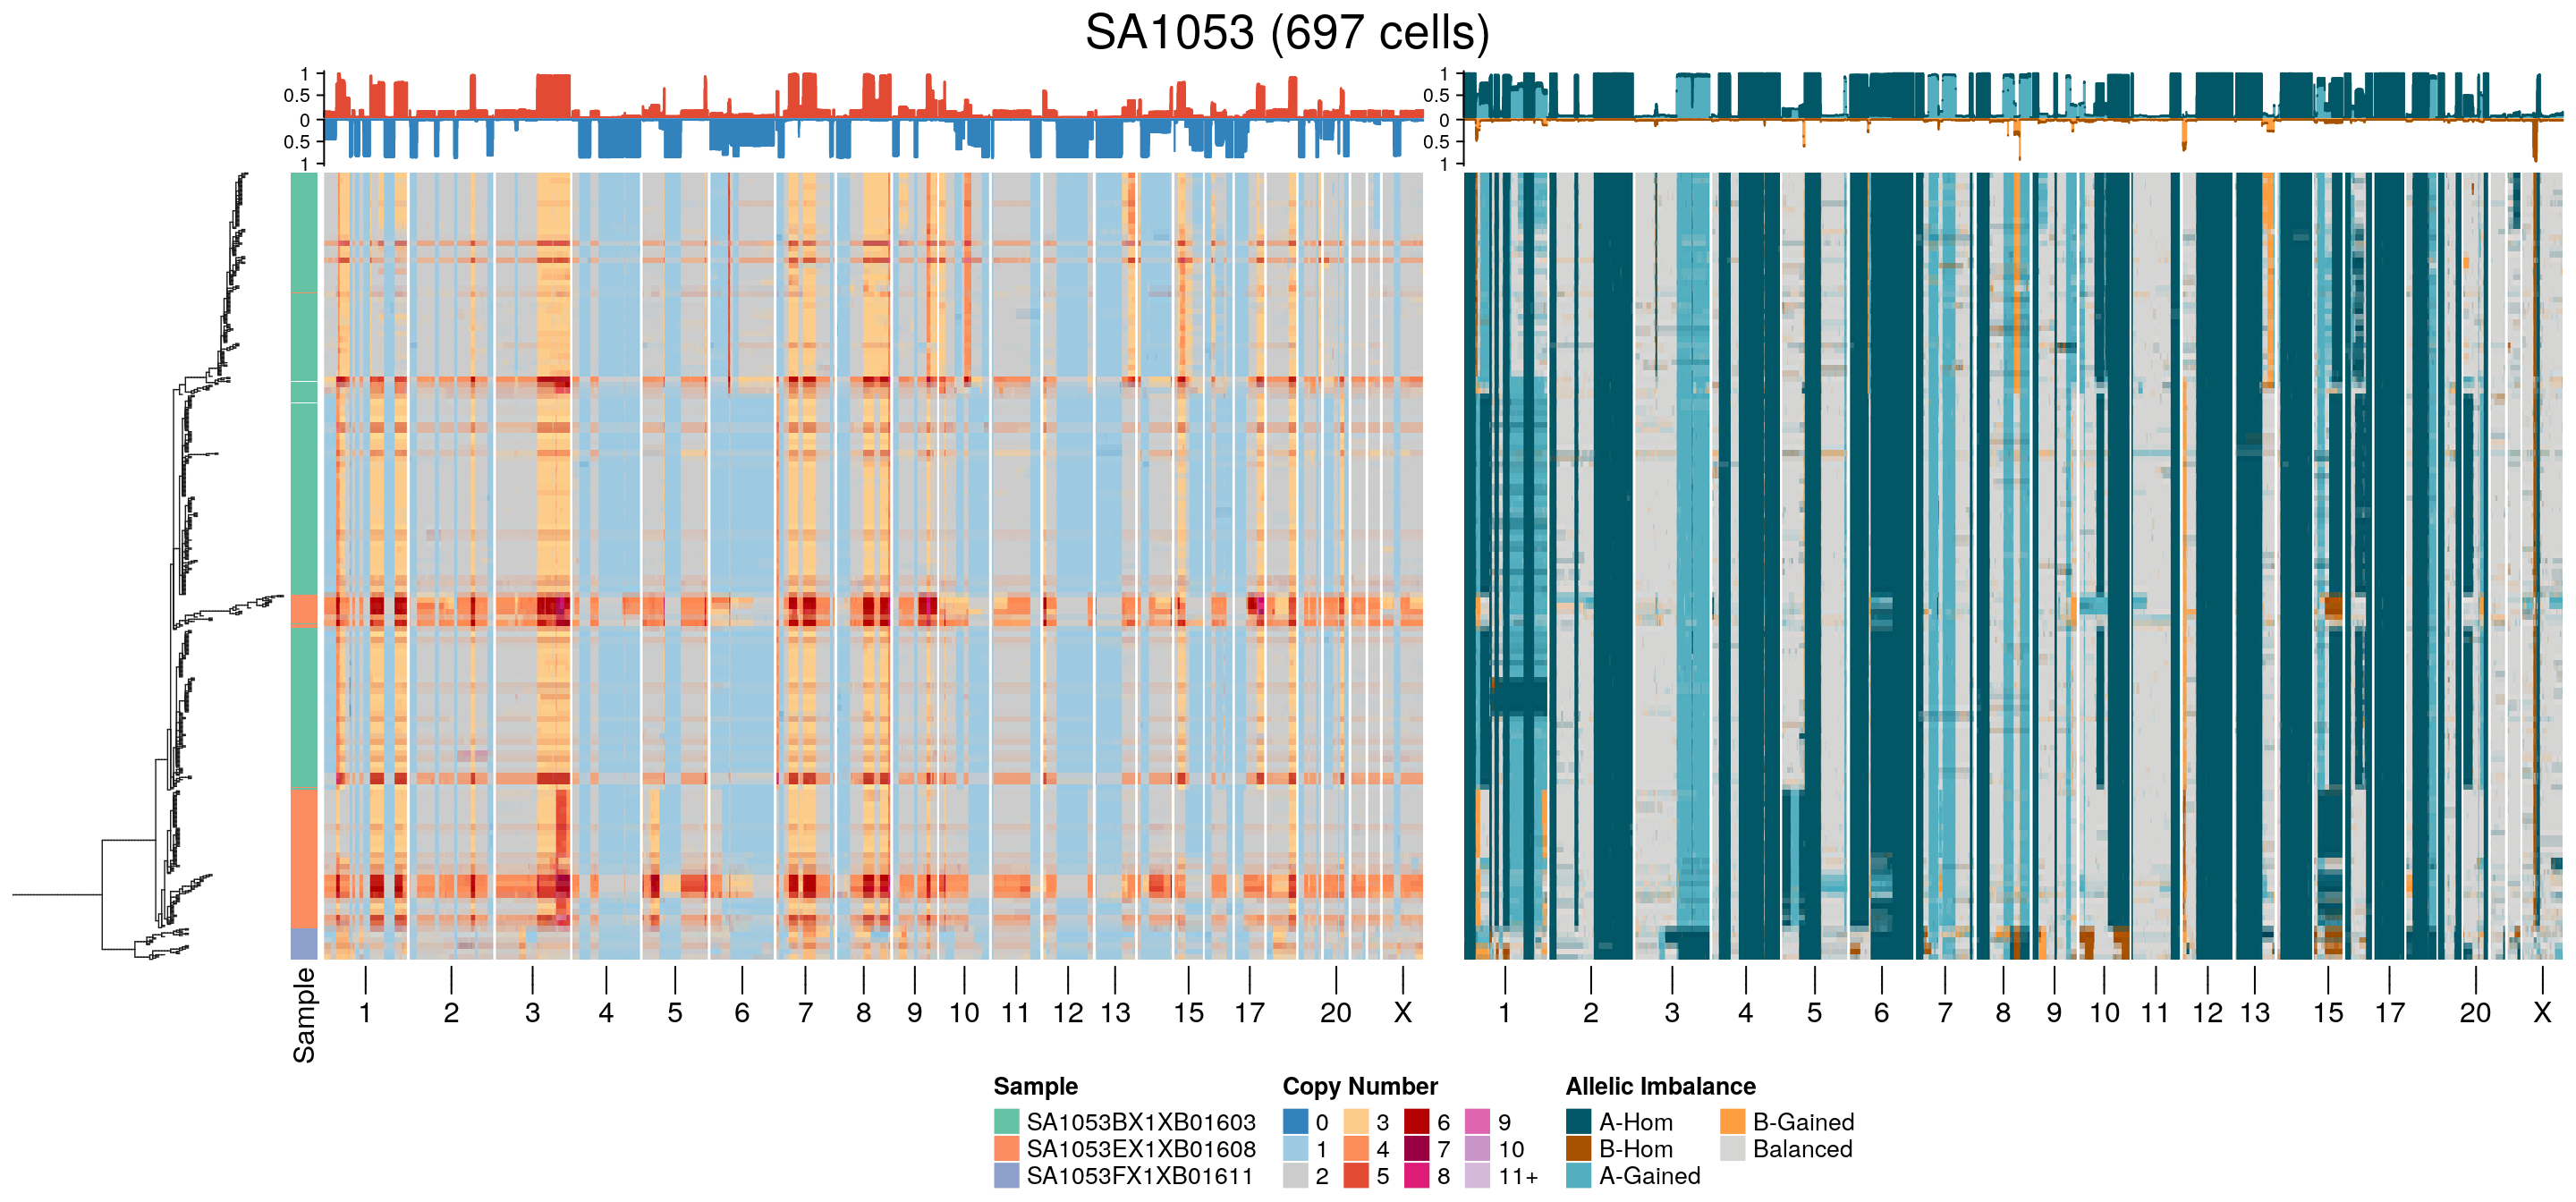 SA1053 (697 cells)
1
0.5
0
0.5
1
1
0.5
0
0.5
1
Sample
1 2 3 4 5 6 7 8 9 10 11 12 13 15 17 20 X
1 2 3 4 5 6 7 8 9 10 11 12 13 15 17 20 X
Sample
SA1053BX1XB01603
SA1053EX1XB01608
SA1053FX1XB01611
Copy Number
0 3 6 9
1 4 7 10
2 5 8 11+
Allelic Imbalance
A-Hom B-Gained
B-Hom Balanced
A-Gained